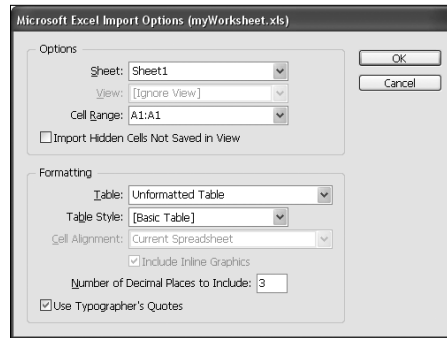 Microsoft Excel Import Options (myWorksheet.xls)
Options
Sheet: Sheet1
View: [Ignore View]
Cell Range: A1:A1
Import Hidden Cells Not Saved in View
OK
Cancel
Formatting
Table: Unformatted Table
Table Style: [Basic Table]
Cell Alignment: Current Spreadsheet
Include Inline Graphics
Number of Decimal Places to Include: 3
Use Typographer's Quotes